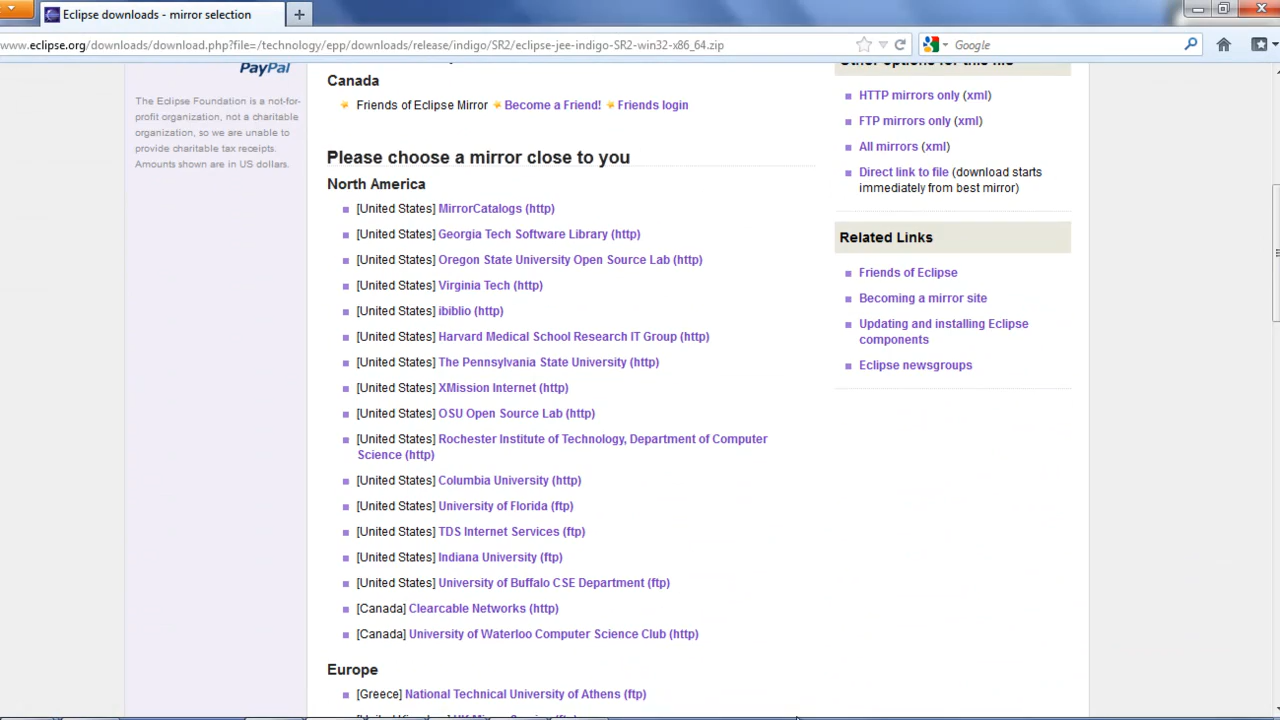 Eclipse downloads - mirror selection
www.eclipse.org/downloads/download.php?file=/technology/epp/downloads/release/indigo/SR2/eclipse-jee-indigo-SR2-win32-x86_64.zip
Google
PayPal
The Eclipse Foundation is a not-for-
profit organization, not a charitable
organization, so we are unable to
provide charitable tax receipts.
Amounts shown are in US dollars.
Canada
Friends of Eclipse Mirror Become a Friend! Friends login
Please choose a mirror close to you
North America
[United States] MirrorCatalogs (http)
[United States] Georgia Tech Software Library (http)
[United States] Oregon State University Open Source Lab (http)
[United States] Virginia Tech (http)
[United States] ibiblio (http)
[United States] Harvard Medical School Research IT Group (http)
[United States] The Pennsylvania State University (http)
[United States] XMission Internet (http)
[United States] OSU Open Source Lab (http)
[United States] Rochester Institute of Technology, Department of Computer
Science (http)
[United States] Columbia University (http)
[United States] University of Florida (ftp)
[United States] TDS Internet Services (ftp)
[United States] Indiana University (ftp)
[United States] University of Buffalo CSE Department (ftp)
[Canada] Clearcable Networks (http)
[Canada] University of Waterloo Computer Science Club (http)
Europe
[Greece] National Technical University of Athens (ftp)
Other options for this file
HTTP mirrors only (xml)
FTP mirrors only (xml)
All mirrors (xml)
Direct link to file (download starts
immediately from best mirror)
Related Links
Friends of Eclipse
Becoming a mirror site
Updating and installing Eclipse
components
Eclipse newsgroups